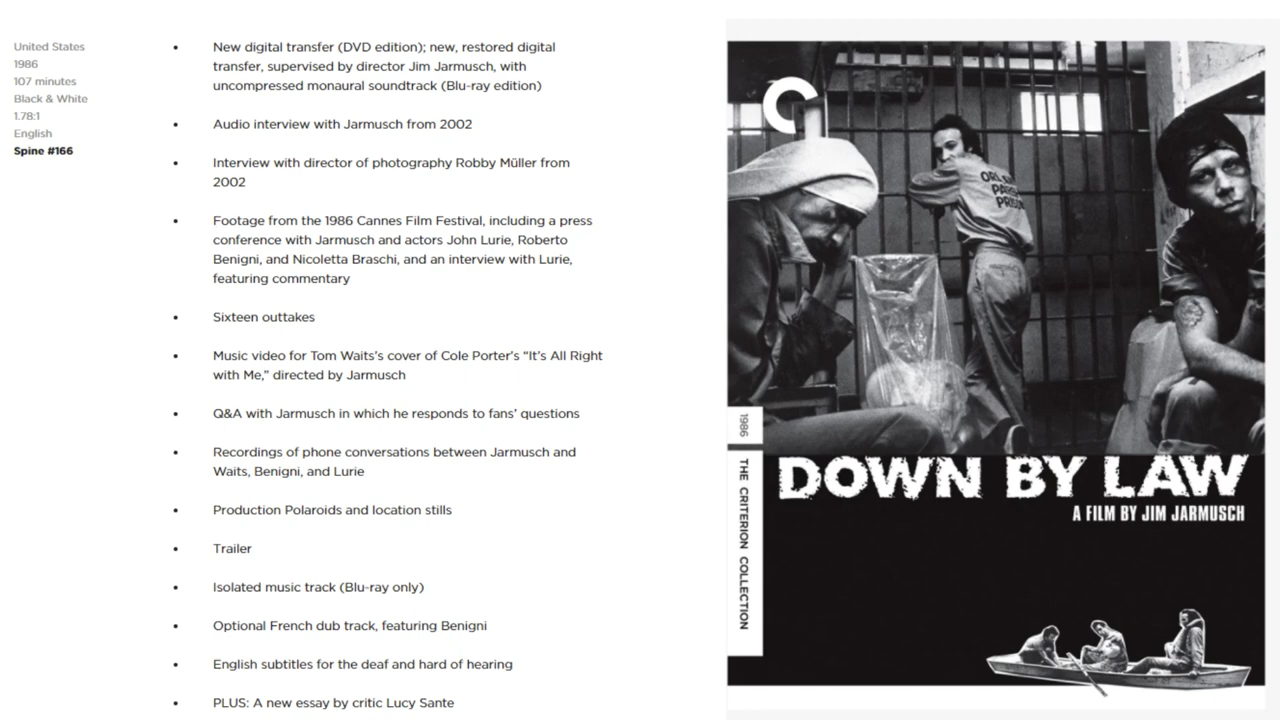 United States
1986
107 minutes
Black & White
1.78:1
English
Spine #166
• New digital transfer (DVD edition); new, restored digital
transfer, supervised by director Jim Jarmusch, with
uncompressed monaural soundtrack (Blu-ray edition)
• Audio interview with Jarmusch from 2002
• Interview with director of photography Robby Müller from
2002
• Footage from the 1986 Cannes Film Festival, including a press
conference with Jarmusch and actors John Lurie, Roberto
Benigni, and Nicoletta Braschi, and an interview with Lurie,
featuring commentary
• Sixteen outtakes
• Music video for Tom Waits’s cover of Cole Porter’s “It’s All Right
with Me,” directed by Jarmusch
• Q&A with Jarmusch in which he responds to fans’ questions
• Recordings of phone conversations between Jarmusch and
Waits, Benigni, and Lurie
• Production Polaroids and location stills
• Trailer
• Isolated music track (Blu-ray only)
• Optional French dub track, featuring Benigni
• English subtitles for the deaf and hard of hearing
• PLUS: A new essay by critic Lucy Sante
1986
THE CRITERION COLLECTION
DOWN BY LAW
A FILM BY JIM JARMUSCH